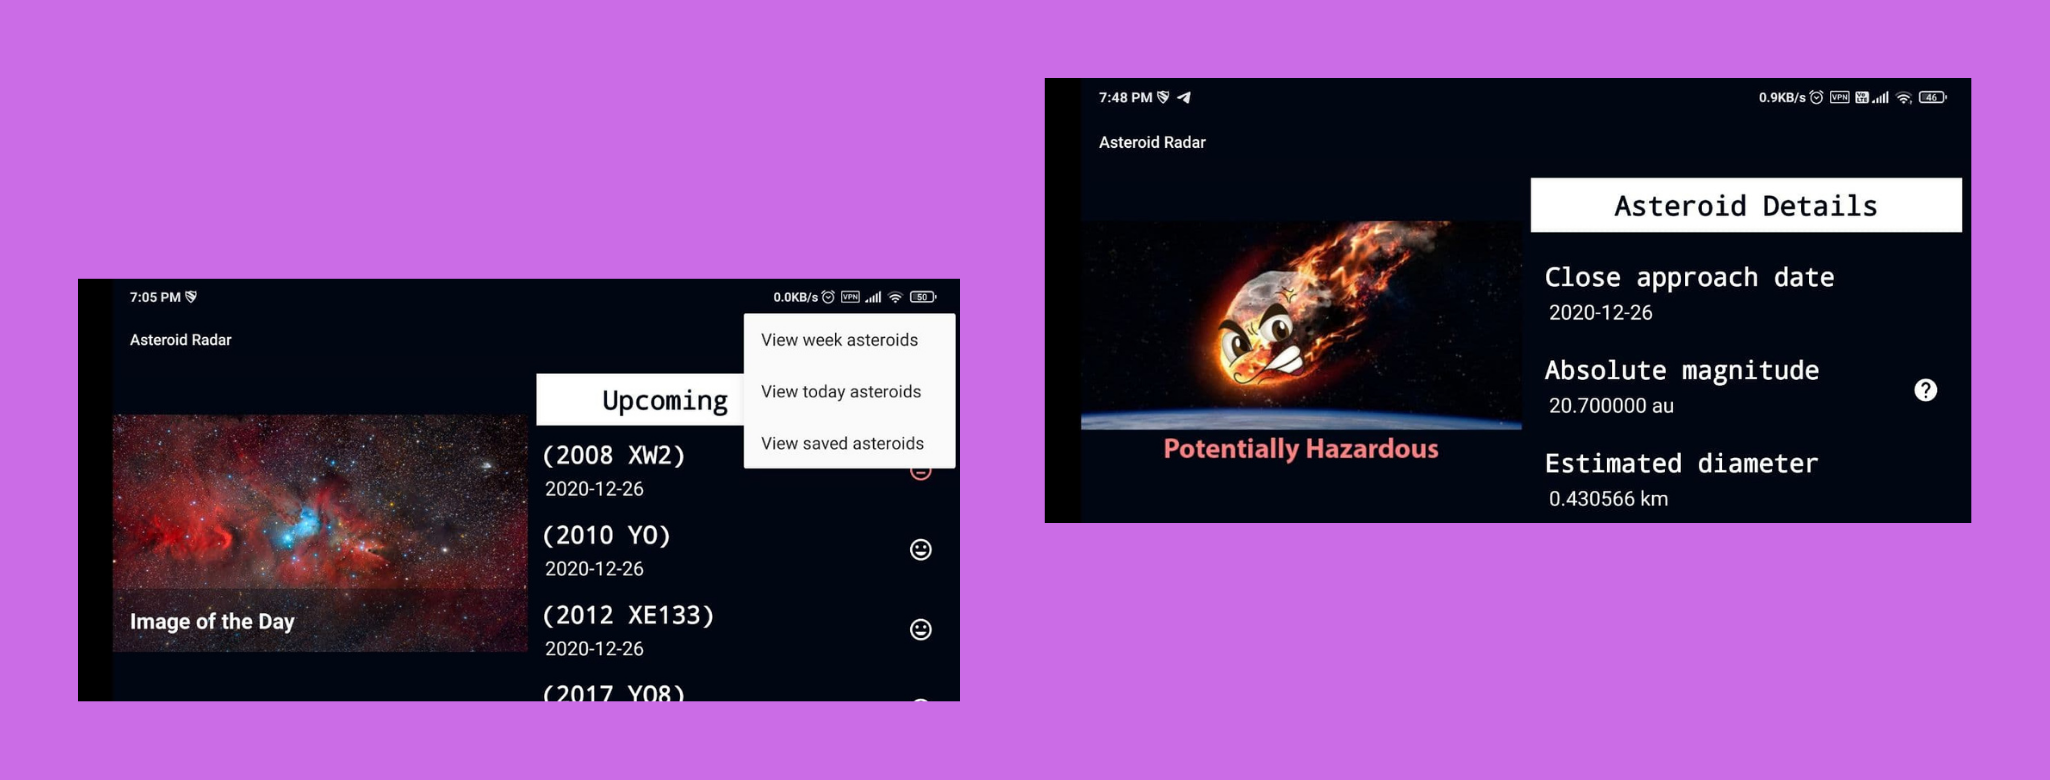 7:05 PM
0.0KB/s VPN 50
Asteroid Radar
View week asteroids
View today asteroids
View saved asteroids
Upcoming
(2008 XW2)
2020-12-26
(2010 YO)
2020-12-26
(2012 XE133)
2020-12-26
(2017 YO8)
Image of the Day
7:48 PM
0.9KB/s VPN 46
Asteroid Radar
Potentially Hazardous
Asteroid Details
Close approach date
2020-12-26
Absolute magnitude
20.700000 au
?
Estimated diameter
0.430566 km